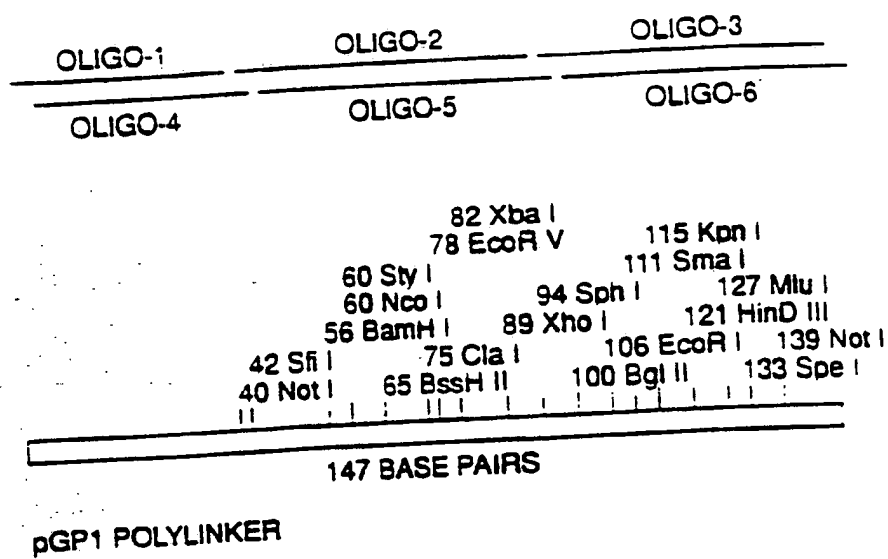 OLIGO-1
OLIGO-2
OLIGO-3
OLIGO-4
OLIGO-5
OLIGO-6
82 Xba I
78 EcoR V
115 Kpn I
111 Sma I
60 Sty I
60 Nco I
56 BamH I
94 Sph I
89 Xho I
127 Mlu I
121 HinD III
42 Sfi I
40 Not I
75 Cla I
65 BssH II
106 EcoR I
100 Bgl II
139 Not I
133 Spe I
147 BASE PAIRS
pGP1 POLYLINKER